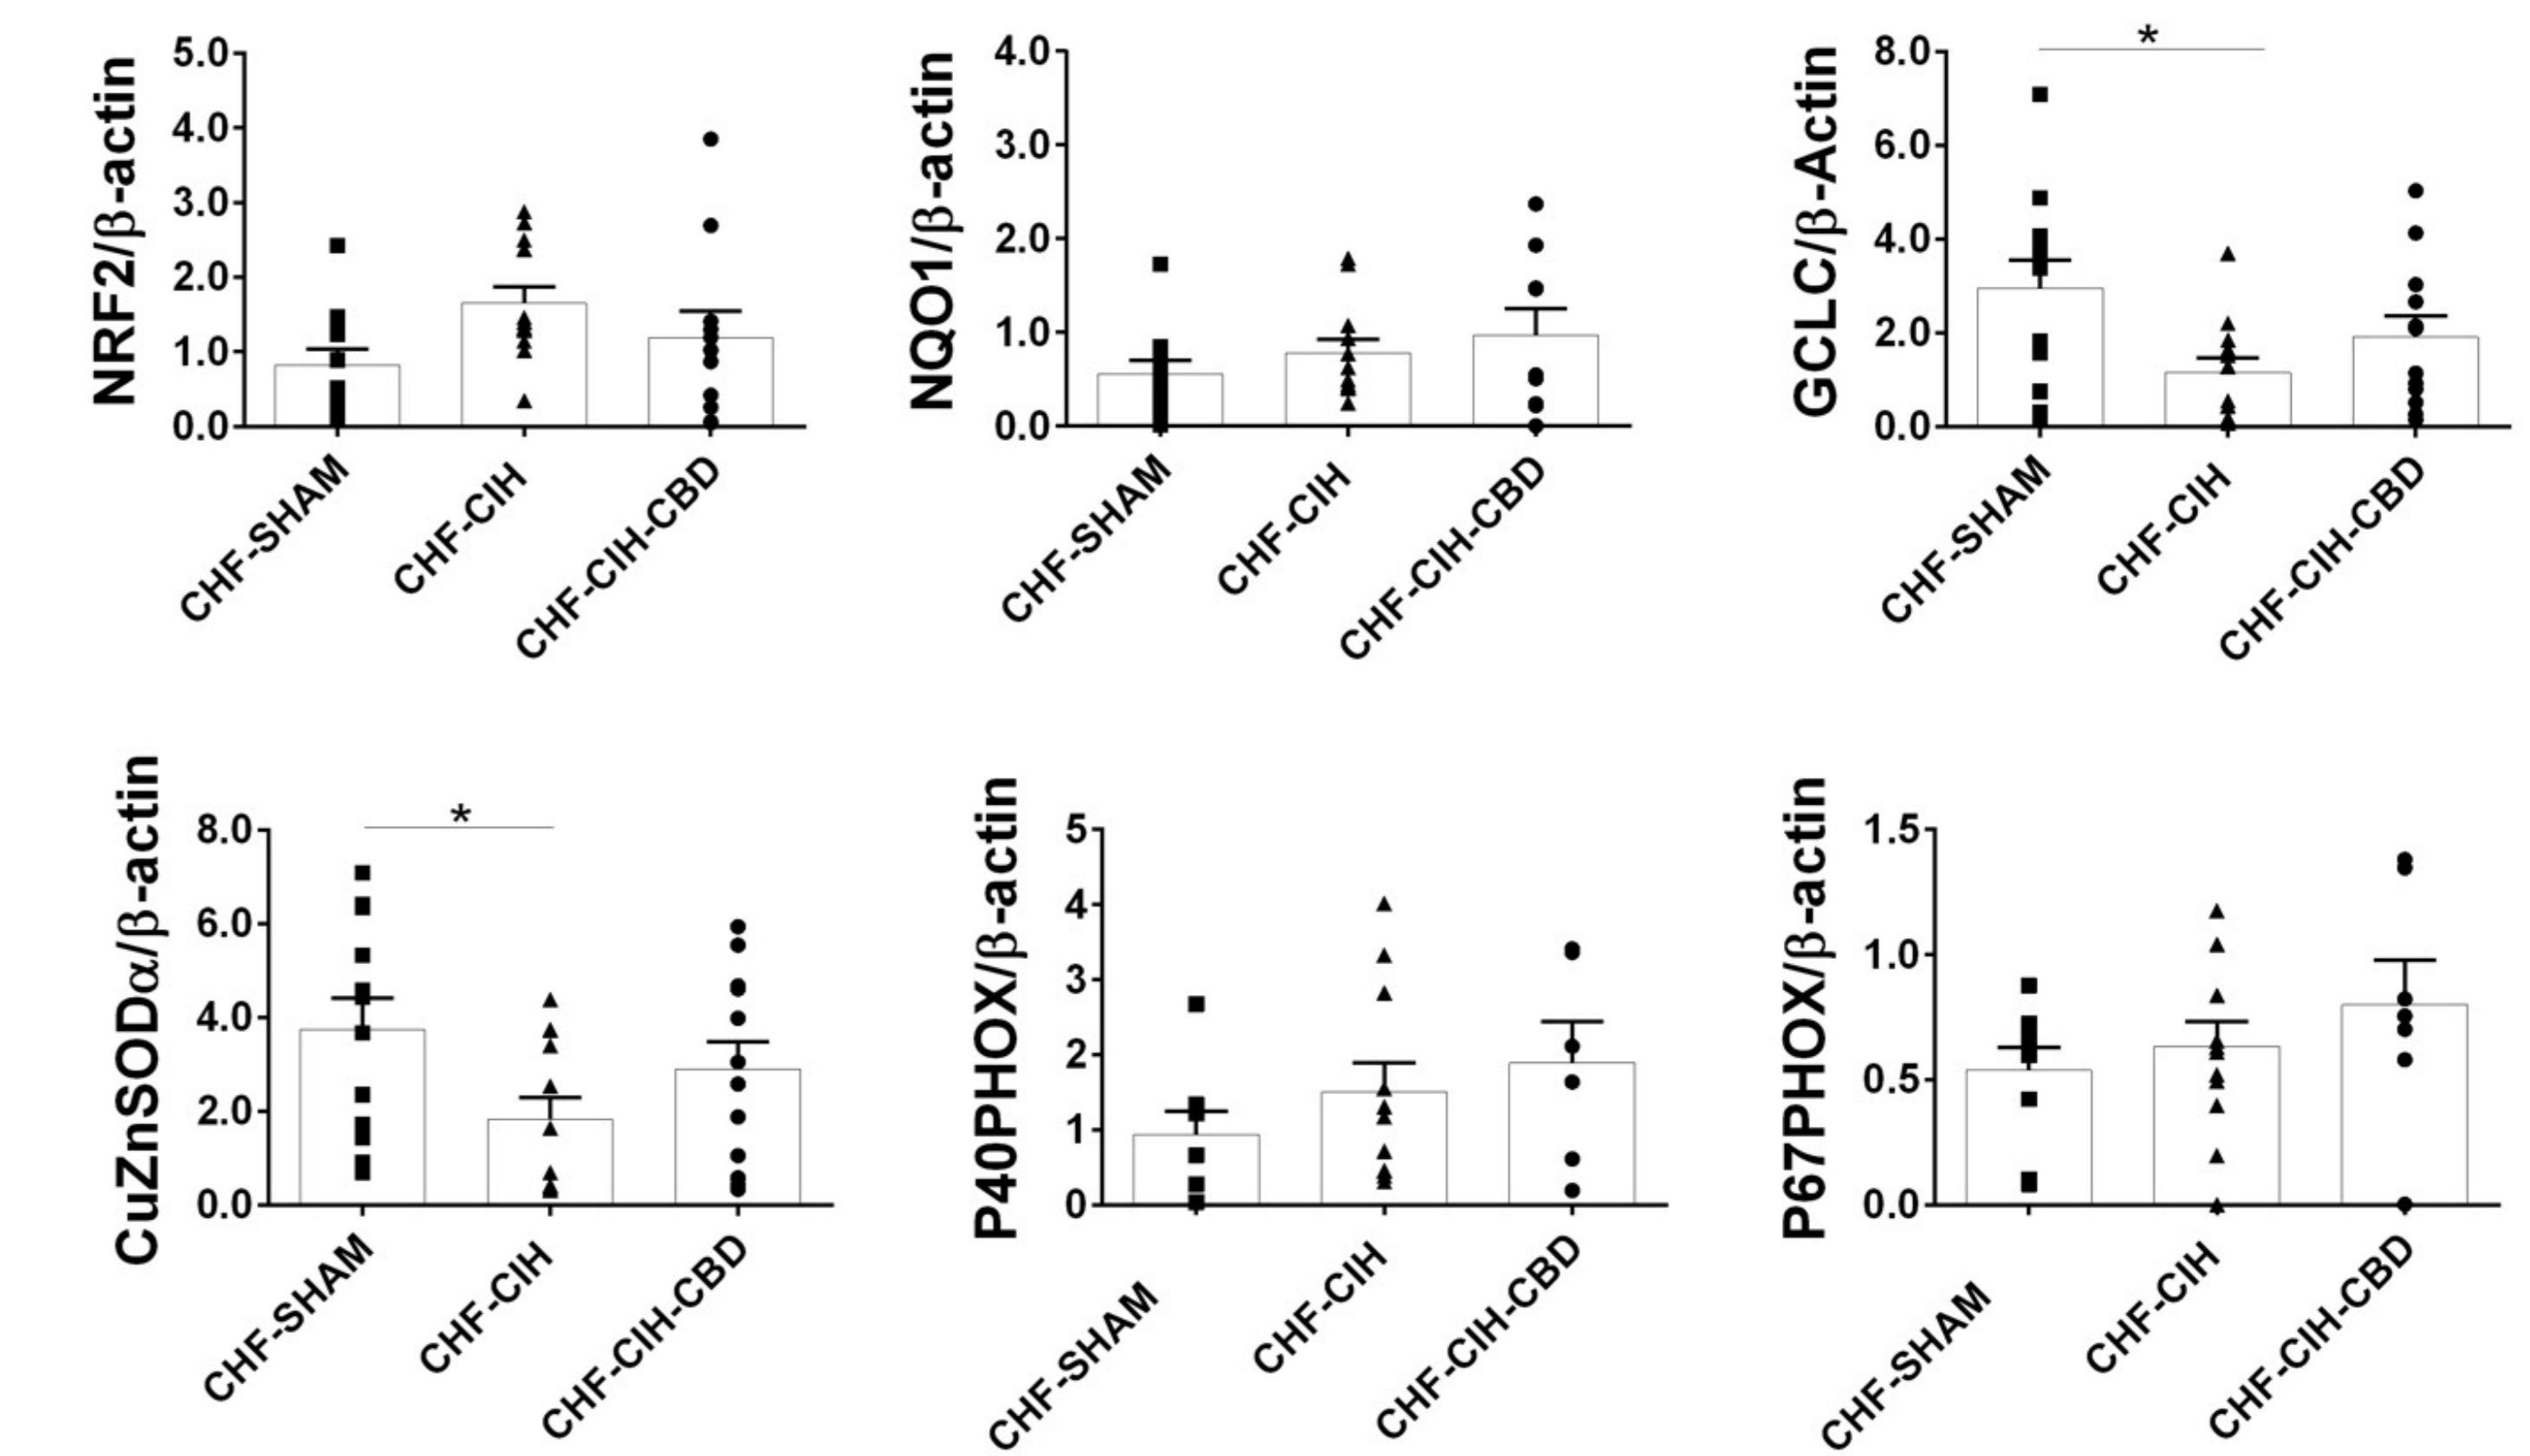 NRF2/β-actin
5.0
4.0
3.0
2.0
1.0
0.0
CHF-SHAM
CHF-CIH
CHF-CIH-CBD
NQO1/β-actin
4.0
3.0
2.0
1.0
0.0
CHF-SHAM
CHF-CIH
CHF-CIH-CBD
GCLC/β-Actin
8.0
6.0
4.0
2.0
0.0
*
CHF-SHAM
CHF-CIH
CHF-CIH-CBD
CuZnSODα/β-actin
8.0
6.0
4.0
2.0
0.0
*
CHF-SHAM
CHF-CIH
CHF-CIH-CBD
P40PHOX/β-actin
5
4
3
2
1
0
CHF-SHAM
CHF-CIH
CHF-CIH-CBD
P67PHOX/β-actin
1.5
1.0
0.5
0.0
CHF-SHAM
CHF-CIH
CHF-CIH-CBD